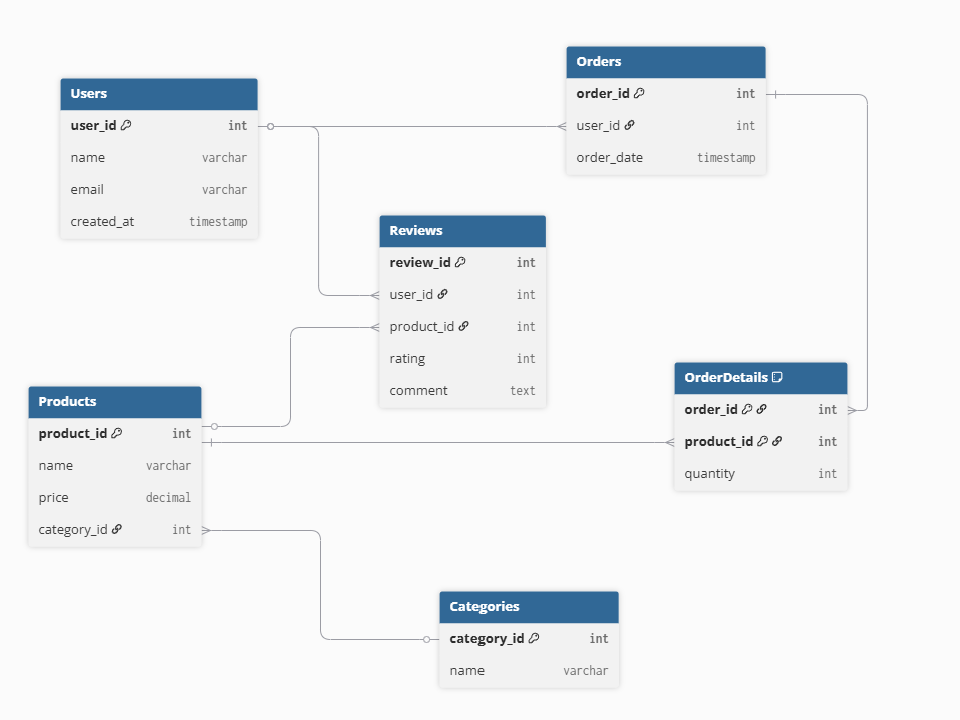 Users
user_id int
name varchar
email varchar
created_at timestamp
Orders
order_id int
user_id int
order_date timestamp
Reviews
review_id int
user_id int
product_id int
rating int
comment text
Products
product_id int
name varchar
price decimal
category_id int
OrderDetails
order_id int
product_id int
quantity int
Categories
category_id int
name varchar